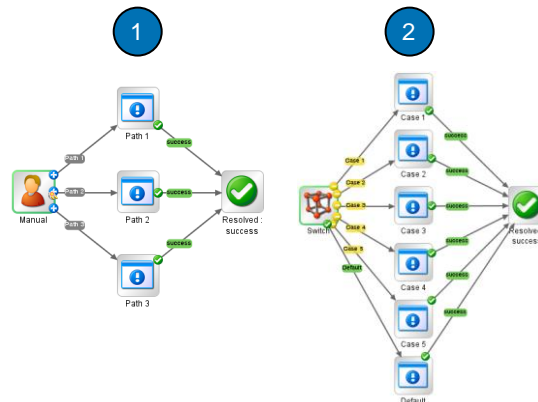 1
2
Path 1
Path 1
success
Path 2
success
Path 2
Manual
Resolved :
success
Path 3
success
Path 3
Case 1
Case 1
success
Case 2
Case 2
success
Case 3
Case 3
success
Switch
Resolved
success
Case 4
Case 4
success
Case 5
Case 5
success
Default
success
Default